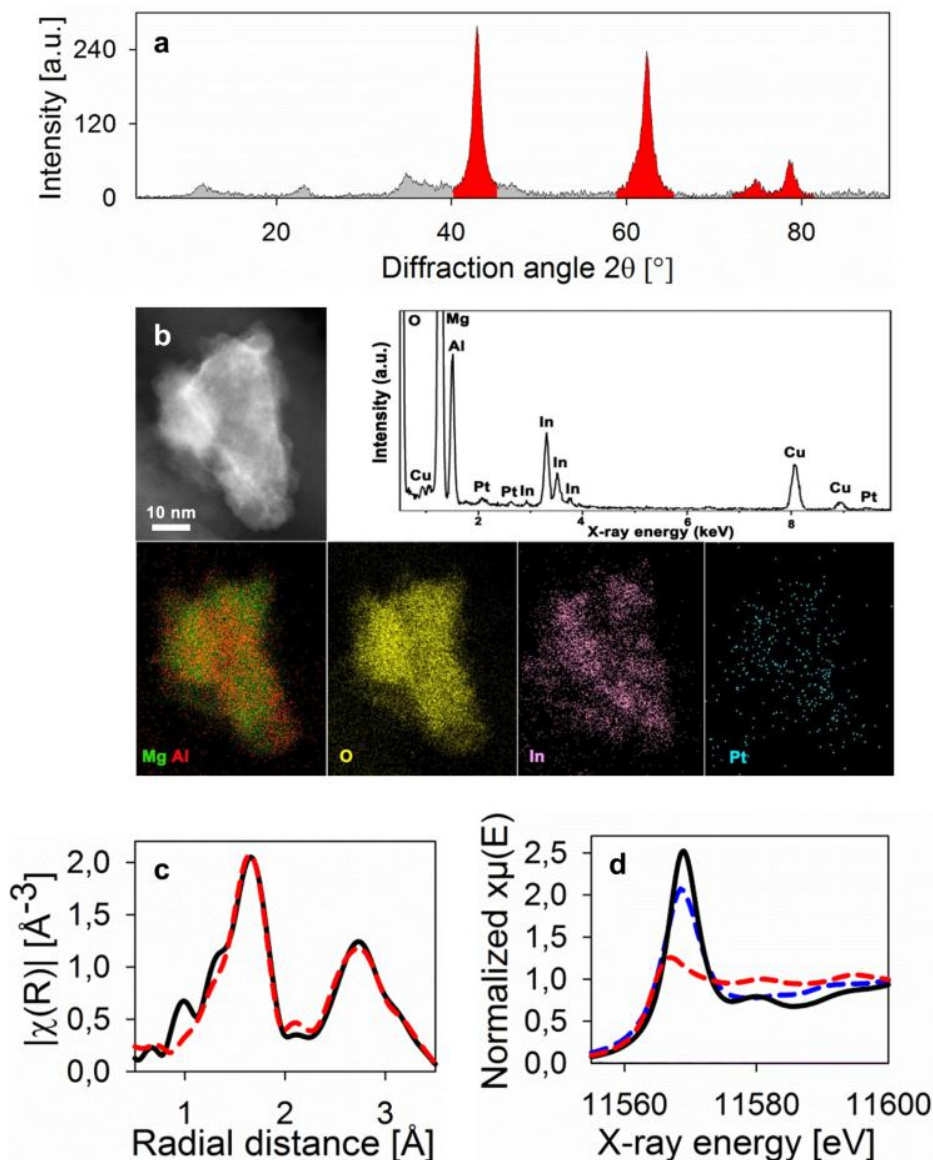 a
Intensity [a.u.]
240
120
0
20 40 60 80
Diffraction angle 2θ [°]
b
10 nm
Intensity (a.u.)
O Mg
Al
Cu Pt Pt In In In In Cu Cu Pt
2 4 6 8
X-ray energy (keV)
Mg Al
O
In
Pt
c
|χ(R)| [Å-3]
2,0
1,5
1,0
0,5
0,0
1 2 3
Radial distance [Å]
d
Normalized xμ(E)
2,5
2,0
1,5
1,0
0,5
0,0
11560 11580 11600
X-ray energy [eV]